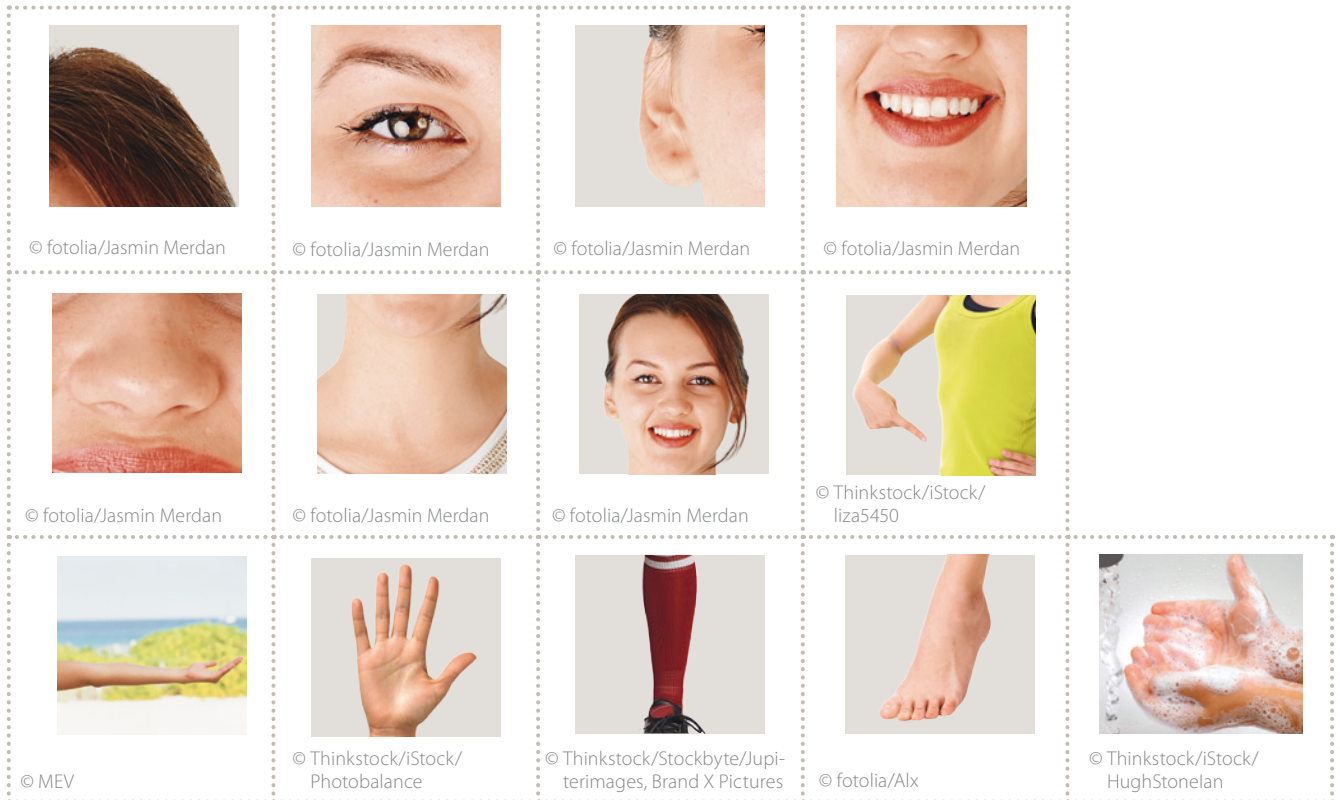 © fotolia/Jasmin Merdan
© fotolia/Jasmin Merdan
© fotolia/Jasmin Merdan
© fotolia/Jasmin Merdan
© fotolia/Jasmin Merdan
© fotolia/Jasmin Merdan
© fotolia/Jasmin Merdan
© Thinkstock/iStock/
liza5450
© MEV
© Thinkstock/iStock/
Photobalance
© Thinkstock/Stockbyte/Jupi-
terimages, Brand X Pictures
© fotolia/Alx
© Thinkstock/iStock/
HughStoneIan